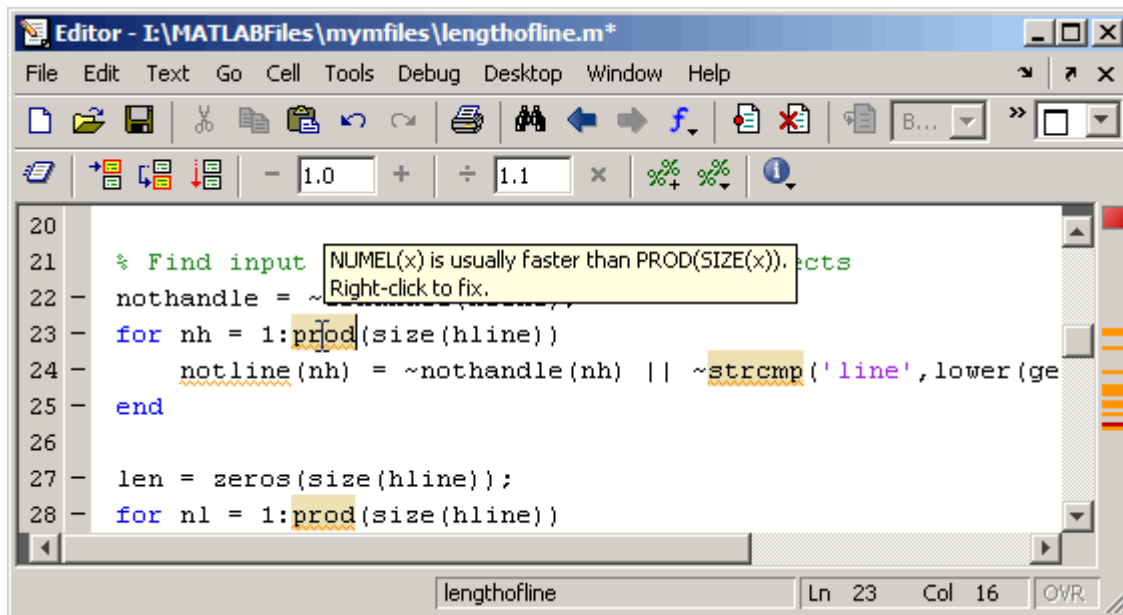 Editor - I:\MATLABFiles\mymfiles\lengthofline.m*
File Edit Text Go Cell Tools Debug Desktop Window Help
B...
1.0
1.1
20
21 % Find input
NUMEL(x) is usually faster than PROD(SIZE(x)).
Right-click to fix.
ects
22 - nothandle = ~
23 - for nh = 1:prod(size(hline))
24 - notline(nh) = ~nothandle(nh) || ~strcmp('line',lower(ge
25 - end
26
27 - len = zeros(size(hline));
28 - for nl = 1:prod(size(hline))
lengthofline Ln 23 Col 16 OVR